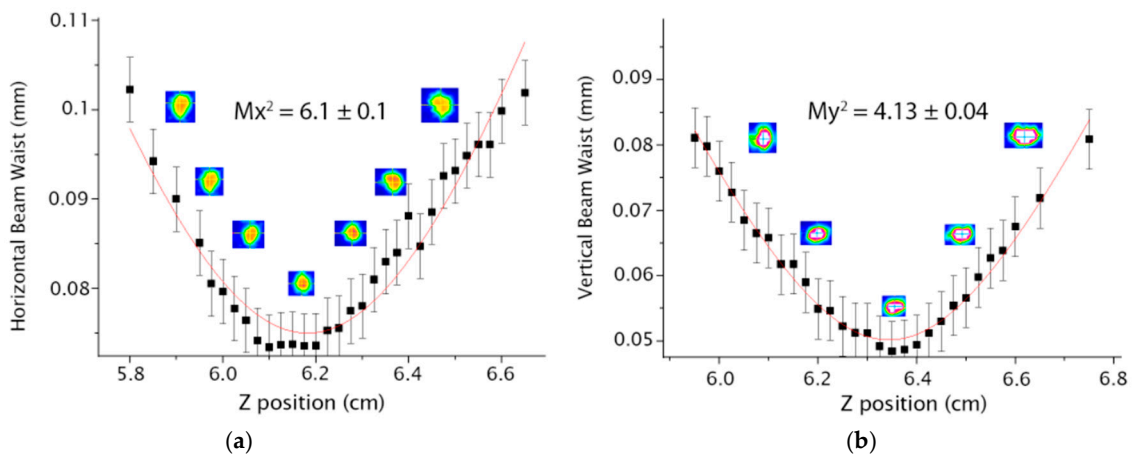 0.11
0.1
0.09
0.08
Horizontal Beam Waist (mm)
Mx² = 6.1 ± 0.1
5.8 6.0 6.2 6.4 6.6
Z position (cm)
(a)
0.09
0.08
0.07
0.06
0.05
Vertical Beam Waist (mm)
My² = 4.13 ± 0.04
6.0 6.2 6.4 6.6 6.8
Z position (cm)
(b)